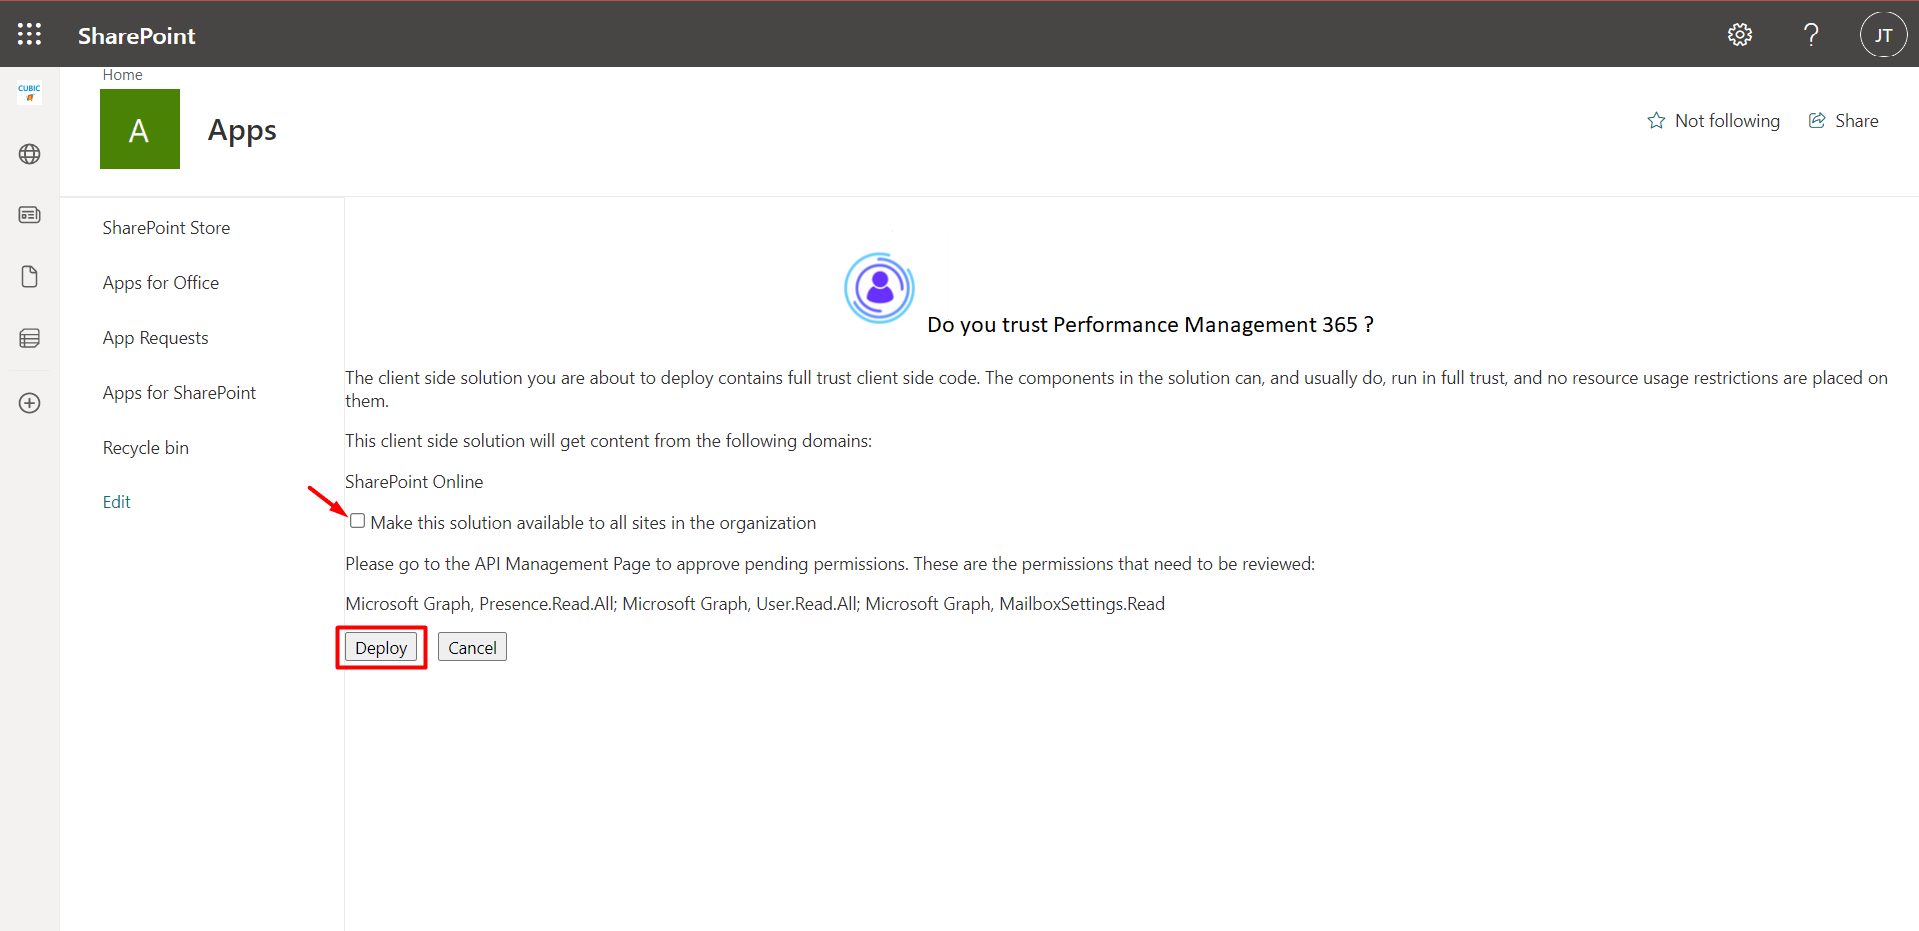 SharePoint
JT
CUBIC
Home
A
Apps
Not following
Share
SharePoint Store
Apps for Office
App Requests
Apps for SharePoint
Recycle bin
Edit
Do you trust Performance Management 365 ?
The client side solution you are about to deploy contains full trust client side code. The components in the solution can, and usually do, run in full trust, and no resource usage restrictions are placed on
them.
This client side solution will get content from the following domains:
SharePoint Online
Make this solution available to all sites in the organization
Please go to the API Management Page to approve pending permissions. These are the permissions that need to be reviewed:
Microsoft Graph, Presence.Read.All; Microsoft Graph, User.Read.All; Microsoft Graph, MailboxSettings.Read
Deploy
Cancel